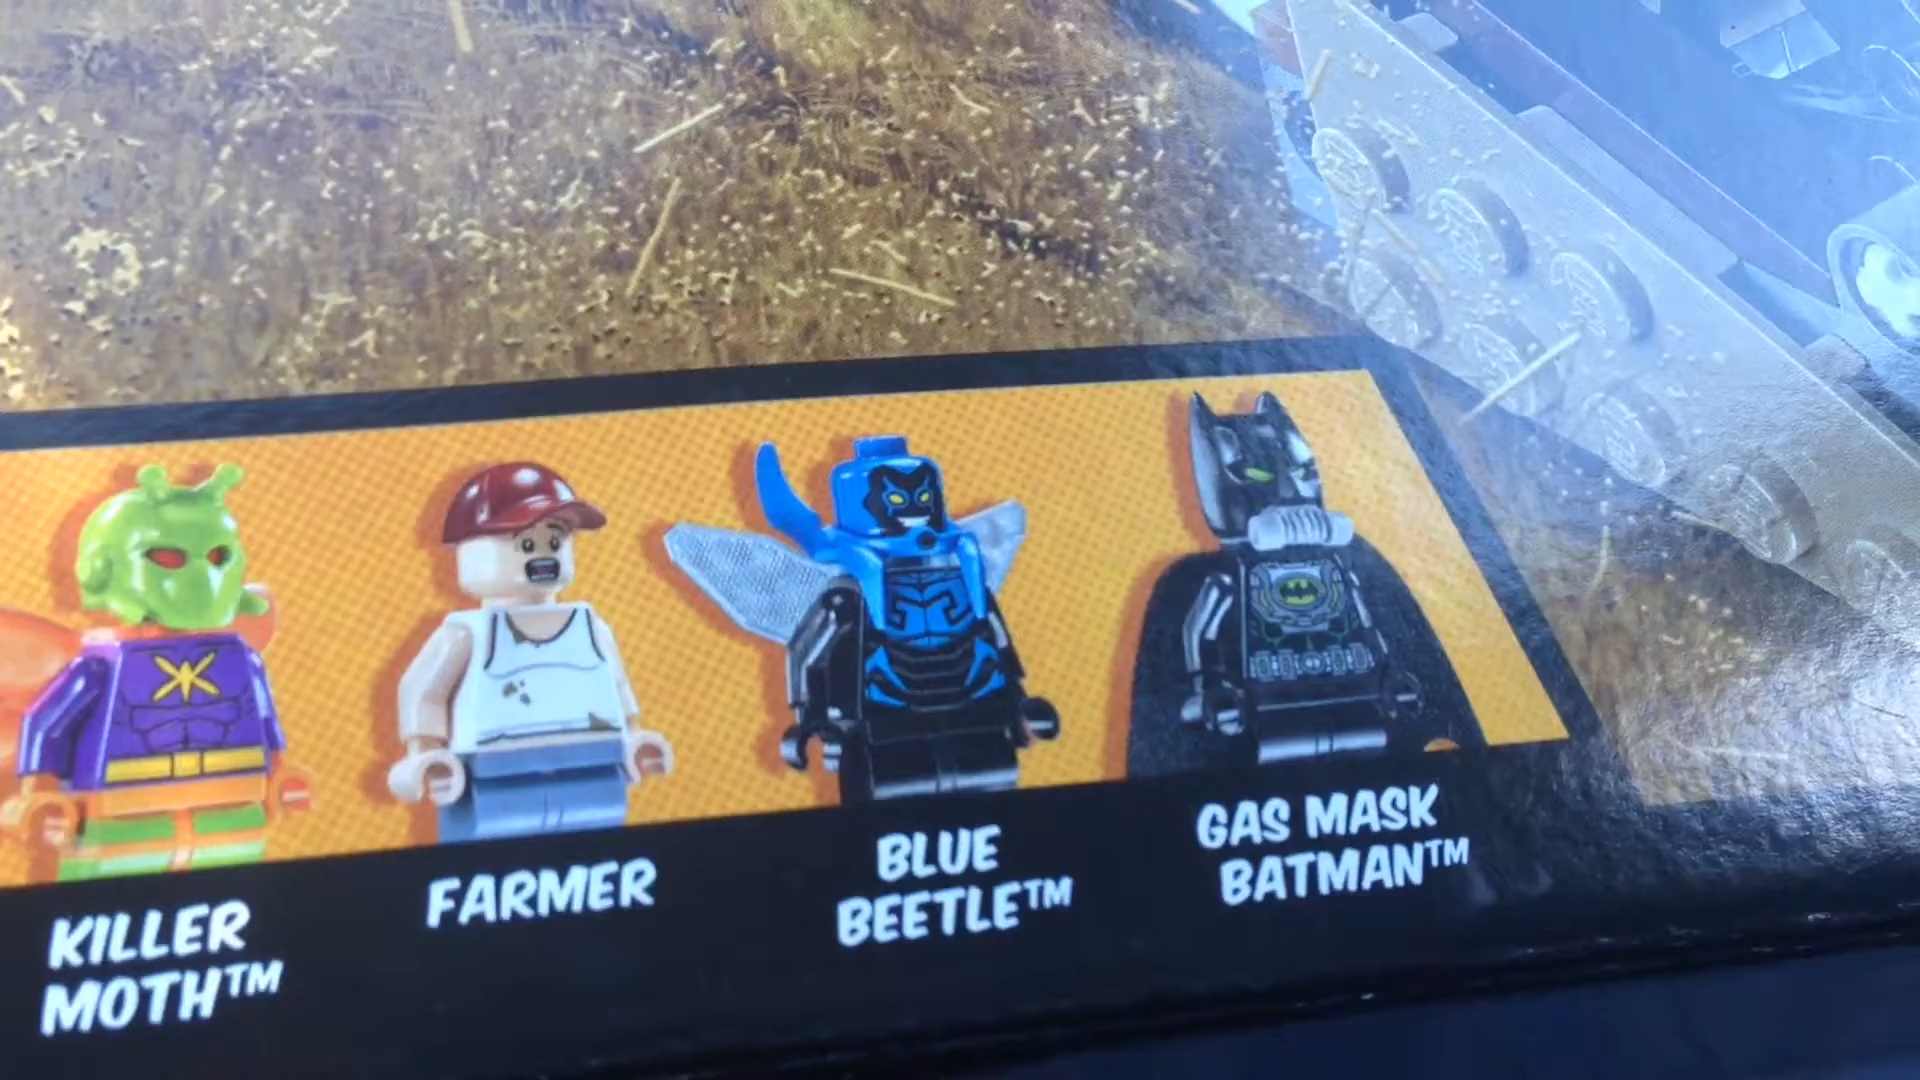 KILLER
MOTH™
FARMER
BLUE
BEETLE™
GAS MASK
BATMAN™